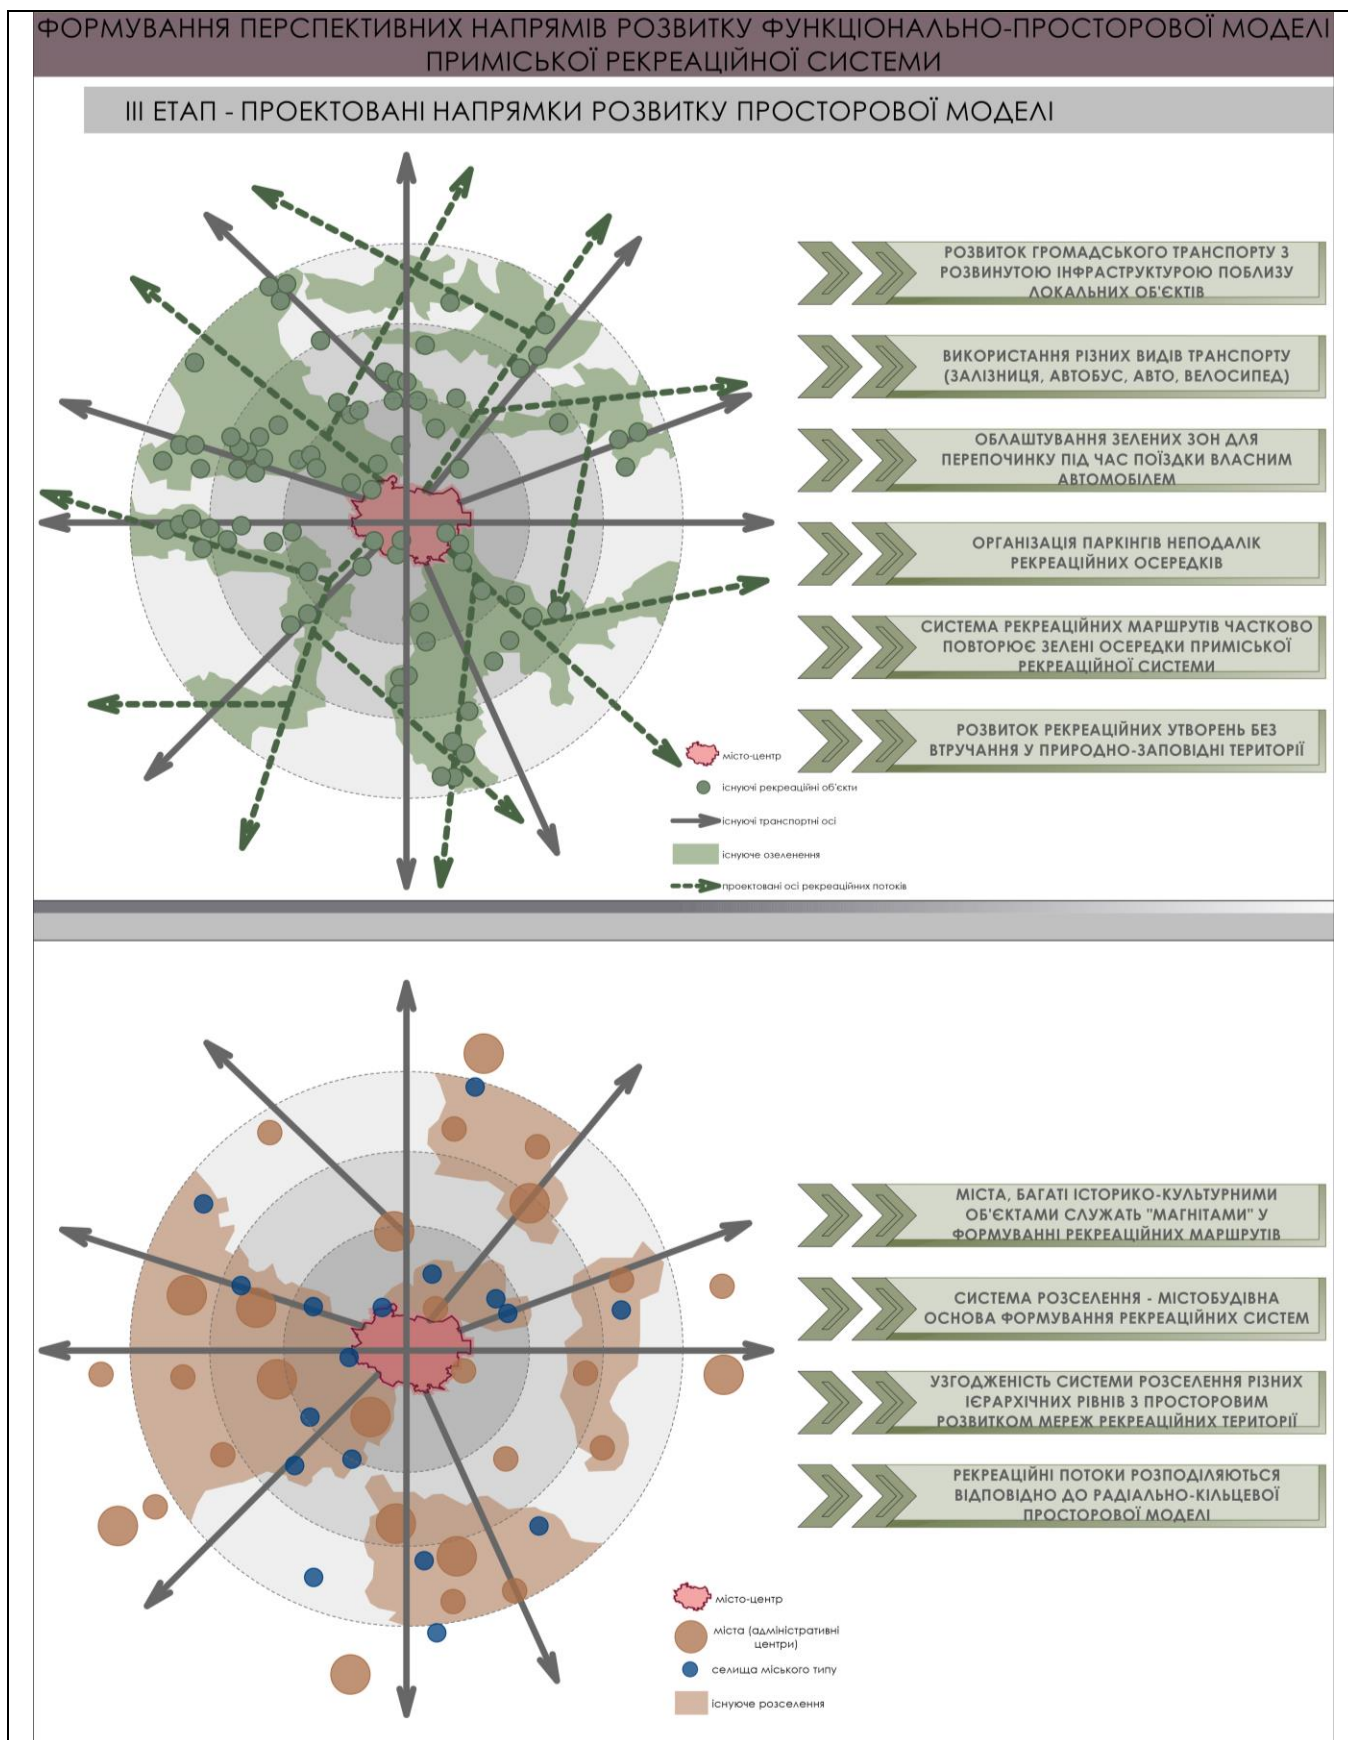 ФОРМУВАННЯ ПЕРСПЕКТИВНИХ НАПРЯМІВ РОЗВИТКУ ФУНКЦІОНАЛЬНО-ПРОСТОРОВОЇ МОДЕЛІ
ПРИМІСЬКОЇ РЕКРЕАЦІЙНОЇ СИСТЕМИ
ІІІ ЕТАП - ПРОЕКТОВАНІ НАПРЯМКИ РОЗВИТКУ ПРОСТОРОВОЇ МОДЕЛІ
РОЗВИТОК ГРОМАДСЬКОГО ТРАНСПОРТУ З
РОЗВИНУТОЮ ІНФРАСТРУКТУРОЮ ПОБЛИЗУ
ЛОКАЛЬНИХ ОБ'ЄКТІВ
ВИКОРИСТАННЯ РІЗНИХ ВИДІВ ТРАНСПОРТУ
(ЗАЛІЗНИЦЯ, АВТОБУС, АВТО, ВЕЛОСИПЕД)
ОБЛАШТУВАННЯ ЗЕЛЕНИХ ЗОН ДЛЯ
ПЕРЕПОЧИНКУ ПІД ЧАС ПОЇЗДКИ ВЛАСНИМ
АВТОМОБІЛЕМ
ОРГАНІЗАЦІЯ ПАРКІНГІВ НЕПОДАЛІК
РЕКРЕАЦІЙНИХ ОСЕРЕДКІВ
СИСТЕМА РЕКРЕАЦІЙНИХ МАРШРУТІВ ЧАСТКОВО
ПОВТОРЮЄ ЗЕЛЕНІ ОСЕРЕДКИ ПРИМІСЬКОЇ
РЕКРЕАЦІЙНОЇ СИСТЕМИ
РОЗВИТОК РЕКРЕАЦІЙНИХ УТВОРЕНЬ БЕЗ
ВТРУЧАННЯ У ПРИРОДНО-ЗАПОВІДНІ ТЕРИТОРІЇ
місто-центр
існуючі рекреаційні об'єкти
існуючі транспортні осі
існуюче озеленення
проектовані осі рекреаційних потоків
МІСТА, БАГАТІ ІСТОРИКО-КУЛЬТУРНИМИ
ОБ'ЄКТАМИ СЛУЖАТЬ "МАГНІТАМИ" У
ФОРМУВАННІ РЕКРЕАЦІЙНИХ МАРШРУТІВ
СИСТЕМА РОЗСЕЛЕННЯ - МІСТОБУДІВНА
ОСНОВА ФОРМУВАННЯ РЕКРЕАЦІЙНИХ СИСТЕМ
УЗГОДЖЕНІСТЬ СИСТЕМИ РОЗСЕЛЕННЯ РІЗНИХ
ІЄРАРХІЧНИХ РІВНІВ З ПРОСТОРОВИМ
РОЗВИТКОМ МЕРЕЖ РЕКРЕАЦІЙНИХ ТЕРИТОРІЇ
РЕКРЕАЦІЙНІ ПОТОКИ РОЗПОДІЛЯЮТЬСЯ
ВІДПОВІДНО ДО РАДІАЛЬНО-КІЛЬЦЕВОЇ
ПРОСТОРОВОЇ МОДЕЛІ
місто-центр
міста (адміністративні
центри)
селища міського типу
існуюче розселення